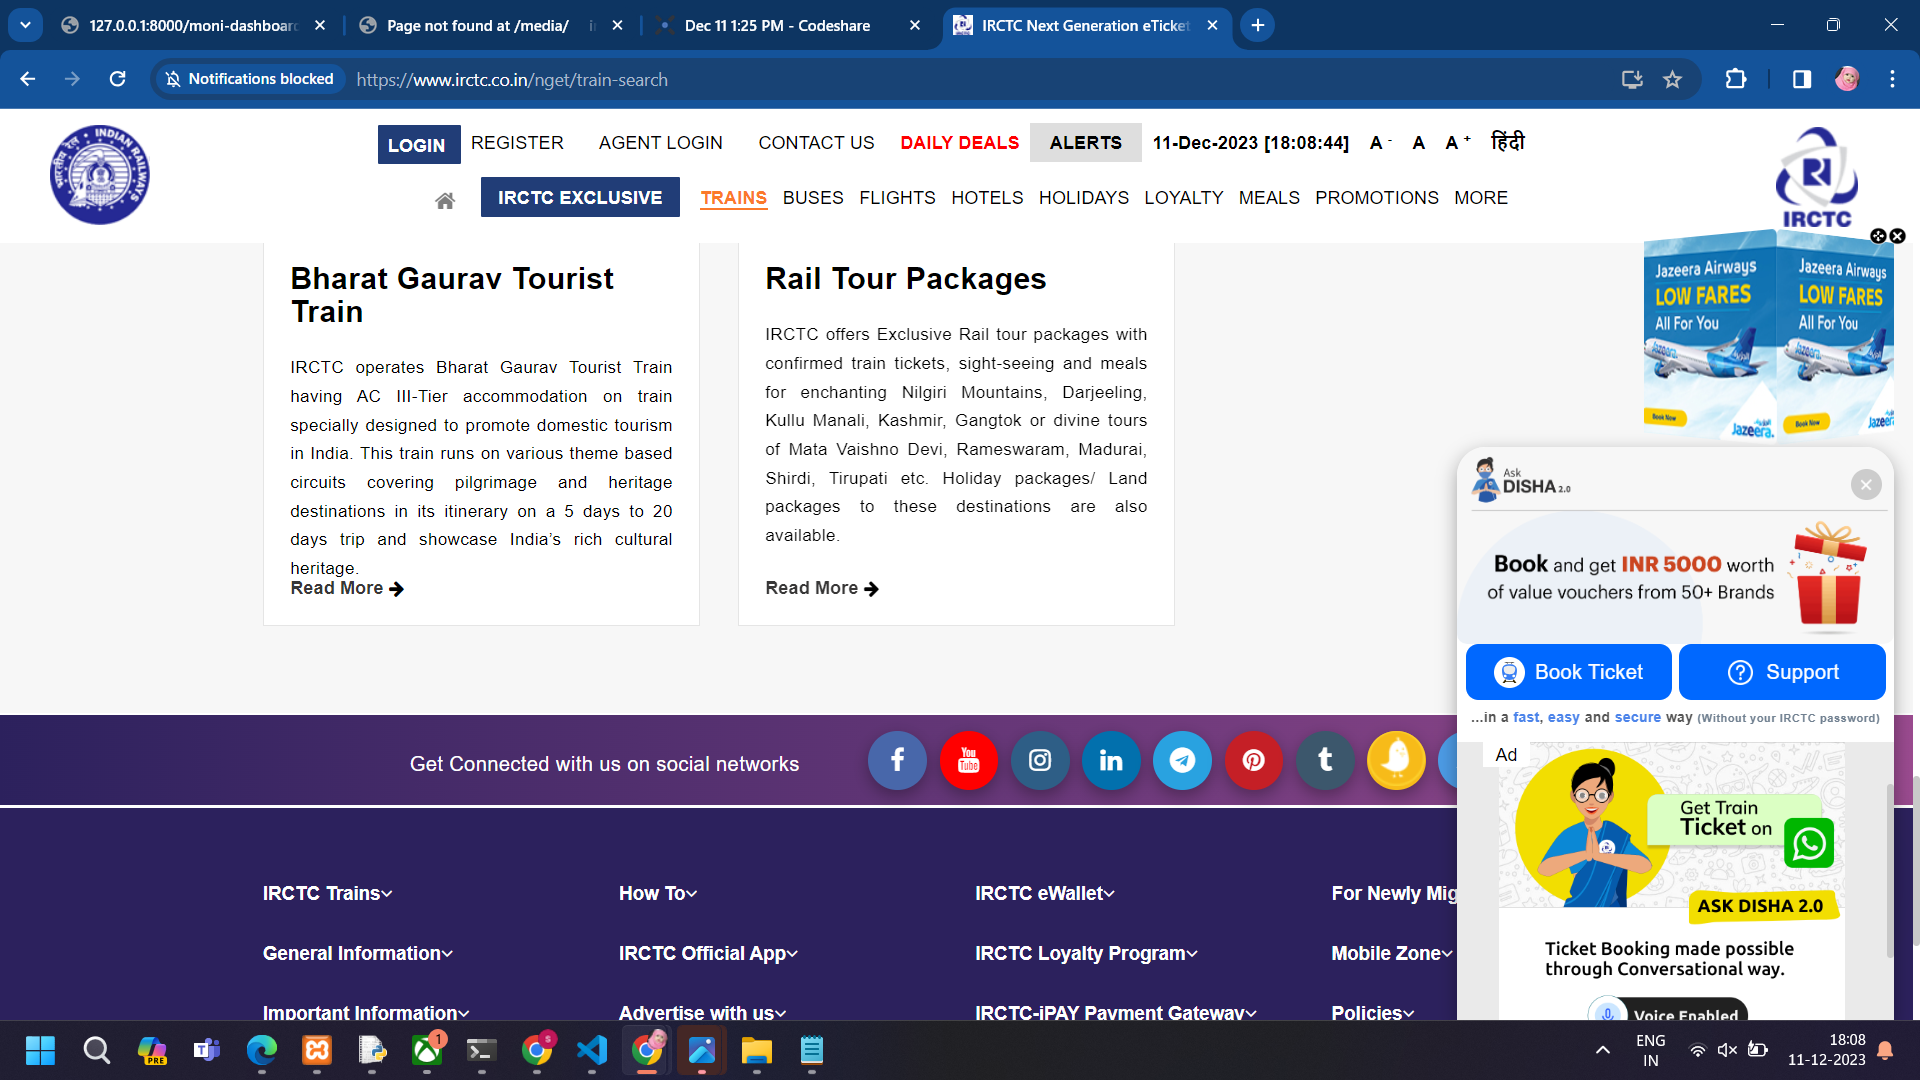 127.0.0.1:8000/moni-dashboard
Page not found at /media/
Dec 11 1:25 PM - Codeshare
IRCTC Next Generation eTicket
Notifications blocked
https://www.irctc.co.in/nget/train-search
INDIAN RAILWAYS
भारतीय रेल
LOGIN REGISTER AGENT LOGIN CONTACT US DAILY DEALS ALERTS 11-Dec-2023 [18:08:44] A - A A + हिंदी
IRCTC EXCLUSIVE TRAINS BUSES FLIGHTS HOTELS HOLIDAYS LOYALTY MEALS PROMOTIONS MORE
IRCTC
Bharat Gaurav Tourist
Train
IRCTC operates Bharat Gaurav Tourist Train
having AC III-Tier accommodation on train
specially designed to promote domestic tourism
in India. This train runs on various theme based
circuits covering pilgrimage and heritage
destinations in its itinerary on a 5 days to 20
days trip and showcase India’s rich cultural
heritage.
Read More
Rail Tour Packages
IRCTC offers Exclusive Rail tour packages with
confirmed train tickets, sight-seeing and meals
for enchanting Nilgiri Mountains, Darjeeling,
Kullu Manali, Kashmir, Gangtok or divine tours
of Mata Vaishno Devi, Rameswaram, Madurai,
Shirdi, Tirupati etc. Holiday packages/ Land
packages to these destinations are also
available.
Read More
Jazeera Airways
LOW FARES
All For You
Jazeera.
Book Now
Jazeera.
Jazeera Airways
LOW FARES
All For You
Jazeera.
Book Now
Ask
DISHA 2.0
Book and get INR 5000 worth
of value vouchers from 50+ Brands
Book Ticket
Support
...in a fast, easy and secure way (Without your IRCTC password)
Ad
Get Train
Ticket on
ASK DISHA 2.0
Ticket Booking made possible
through Conversational way.
Voice Enabled
Get Connected with us on social networks
You
Tube
IRCTC Trains
How To
IRCTC eWallet
For Newly Mig
General Information
IRCTC Official App
IRCTC Loyalty Program
Mobile Zone
Important Information
Advertise with us
IRCTC-iPAY Payment Gateway
Policies
PRE
1
S
ENG
IN
18:08
11-12-2023